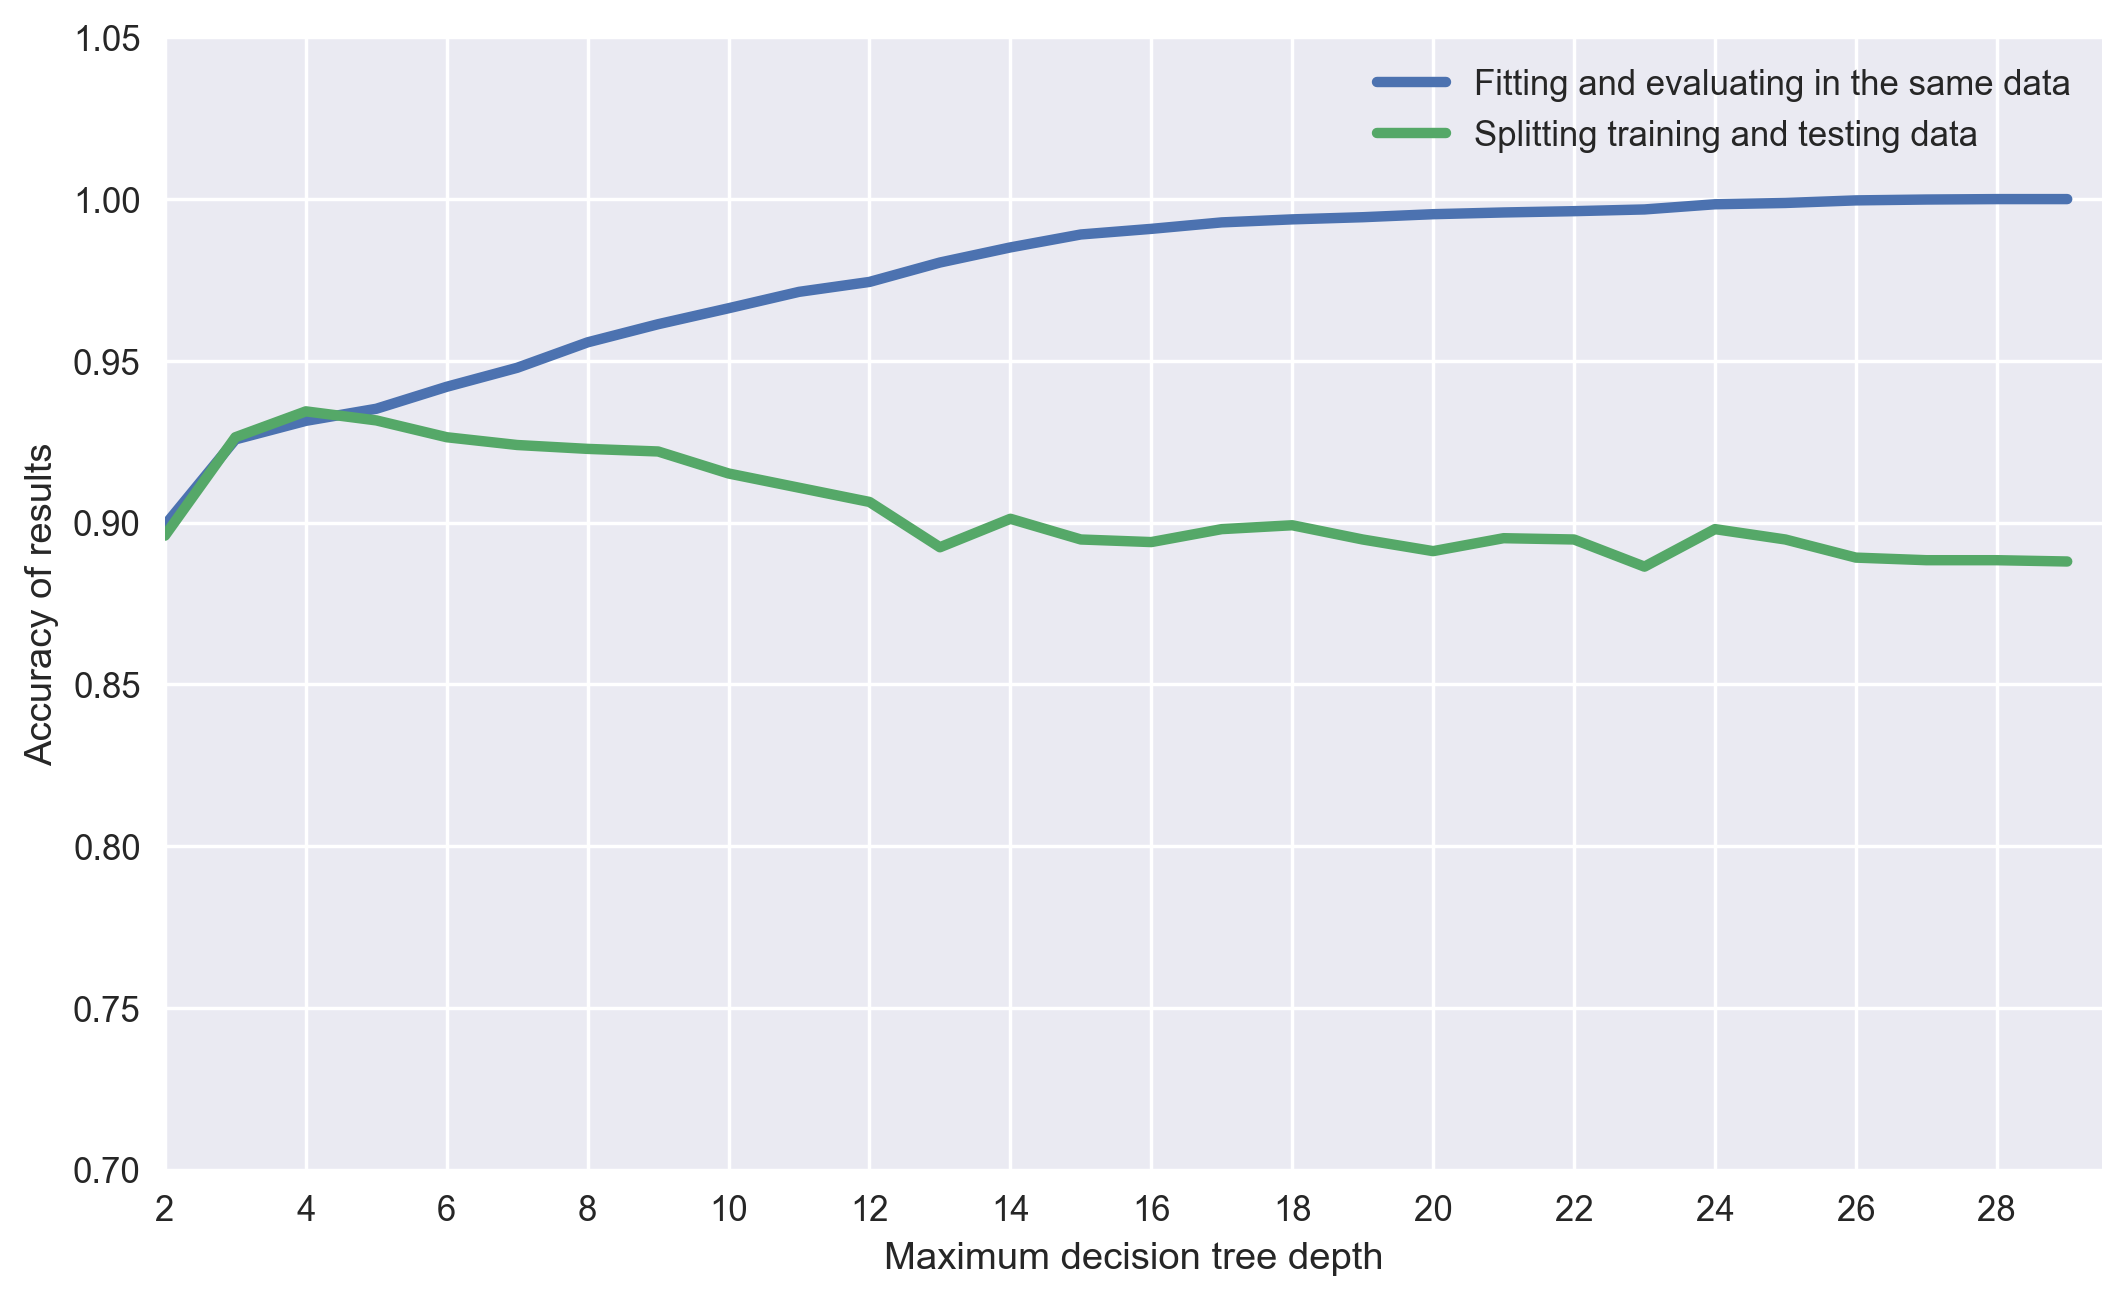 1.05
1.00
0.95
0.90
0.85
0.80
0.75
0.70
Accuracy of results
Fitting and evaluating in the same data
Splitting training and testing data
2 4 6 8 10 12 14 16 18 20 22 24 26 28
Maximum decision tree depth